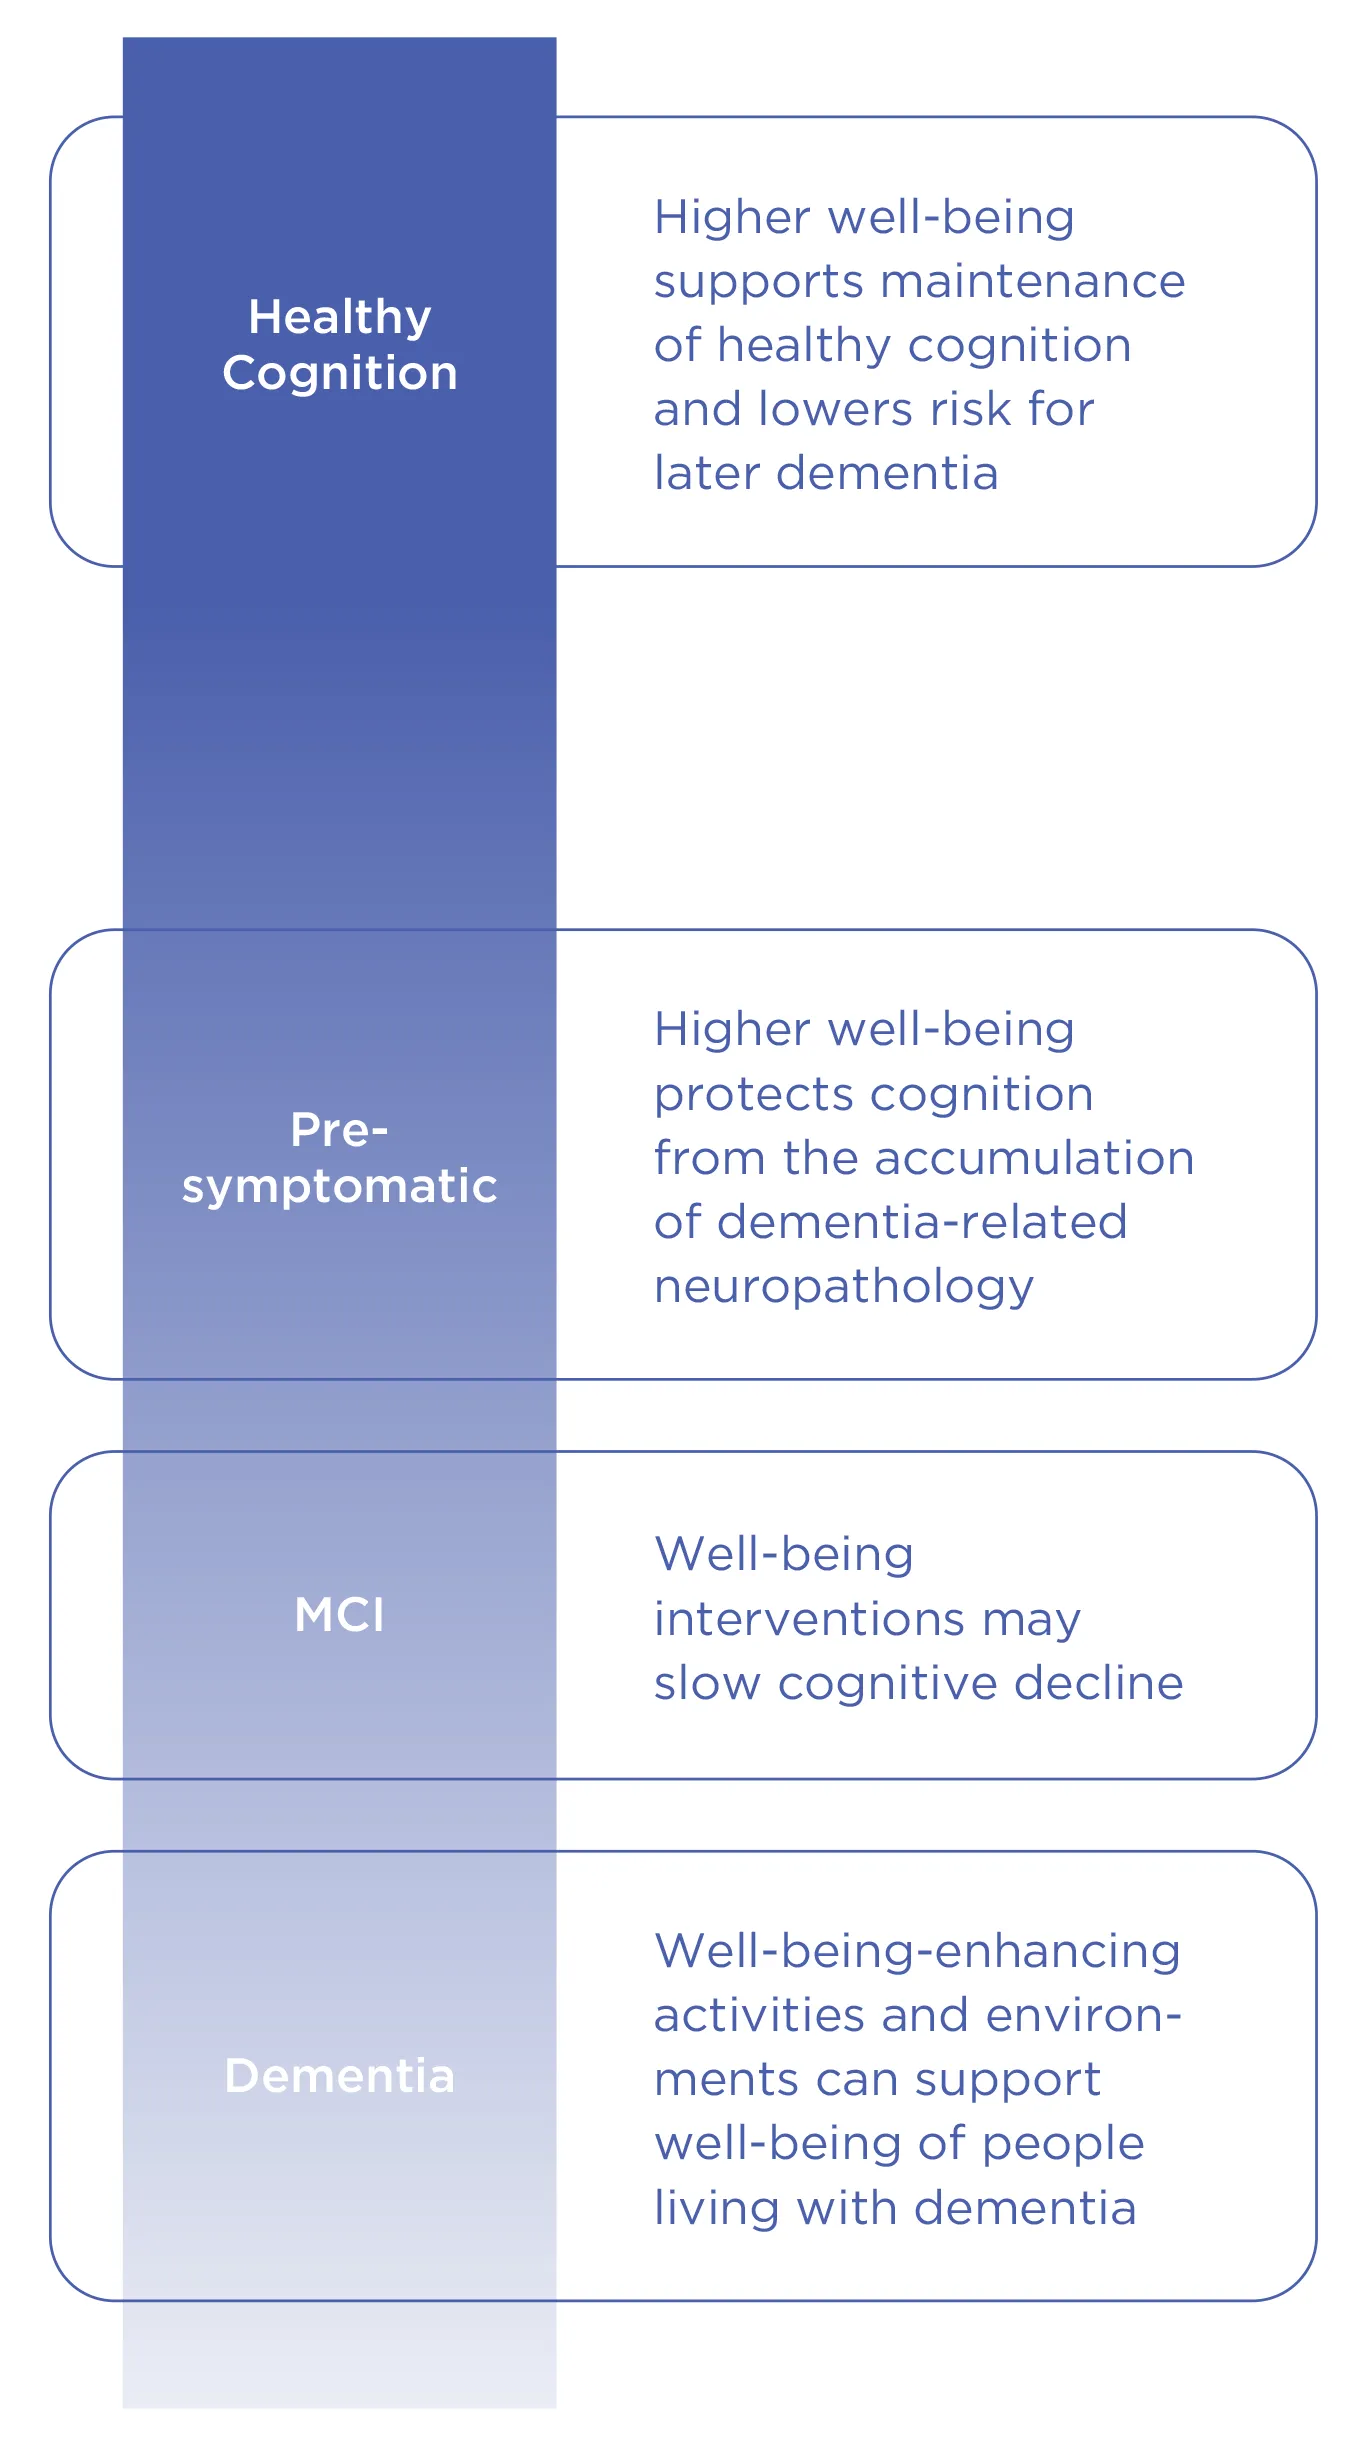 Healthy
Cognition
Higher well-being
supports maintenance
of healthy cognition
and lowers risk for
later dementia
Pre-
symptomatic
Higher well-being
protects cognition
from the accumulation
of dementia-related
neuropathology
MCI
Well-being
interventions may
slow cognitive decline
Dementia
Well-being-enhancing
activities and environ-
ments can support
well-being of people
living with dementia